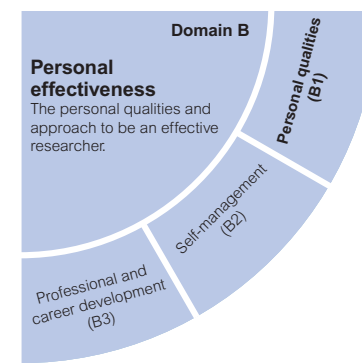 Domain B
Personal
effectiveness
The personal qualities and
approach to be an effective
researcher.
Personal qualities
(B1)
Self-management
(B2)
Professional and
career development
(B3)